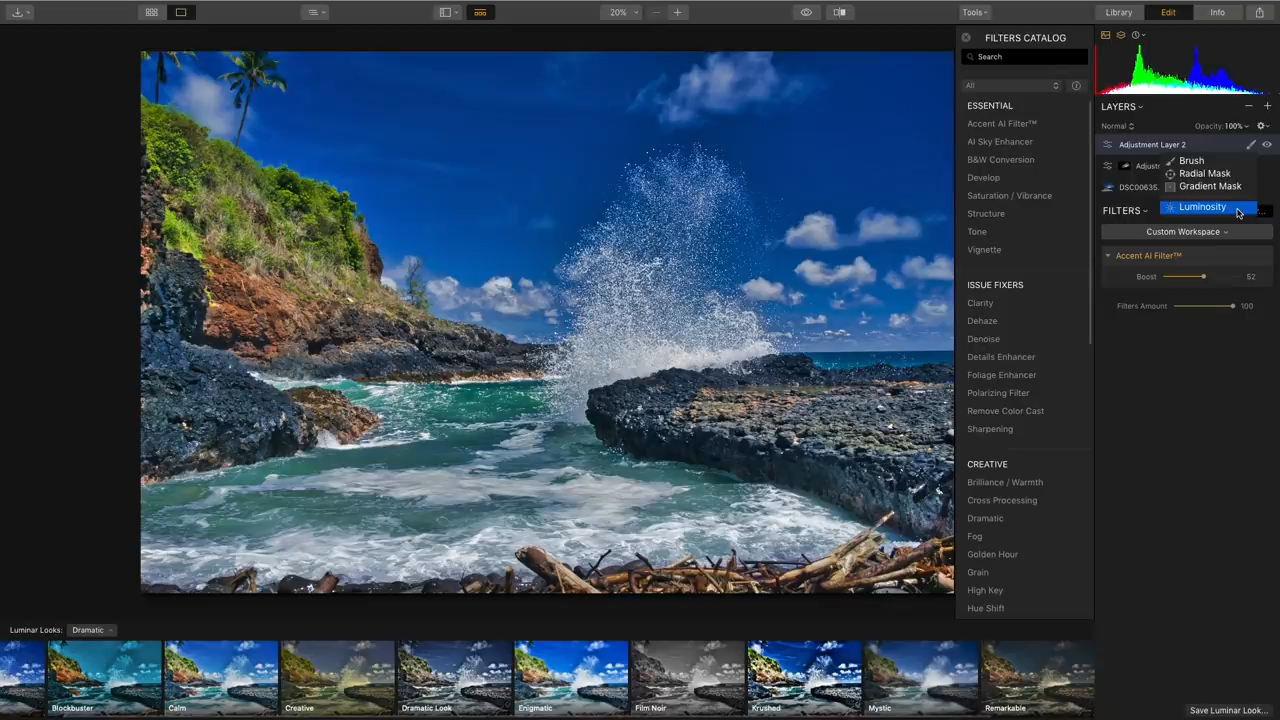 20%
Tools
Library
Edit
Info
FILTERS CATALOG
Search
All
ESSENTIAL
Accent AI Filter™
AI Sky Enhancer
B&W Conversion
Develop
Saturation / Vibrance
Structure
Tone
Vignette
ISSUE FIXERS
Clarity
Dehaze
Denoise
Details Enhancer
Foliage Enhancer
Polarizing Filter
Remove Color Cast
Sharpening
CREATIVE
Brilliance / Warmth
Cross Processing
Dramatic
Fog
Golden Hour
Grain
High Key
Hue Shift
LAYERS
Normal
Opacity: 100%
Adjustment Layer 2
Adjustr
Brush
Radial Mask
DSC00635.
Gradient Mask
Luminosity
FILTERS
Custom Workspace
Accent AI Filter™
Boost 52
Filters Amount 100
Luminar Looks: Dramatic
Blockbuster
Calm
Creative
Dramatic Look
Enigmatic
Film Noir
Krushed
Mystic
Remarkable
Save Luminar Look...